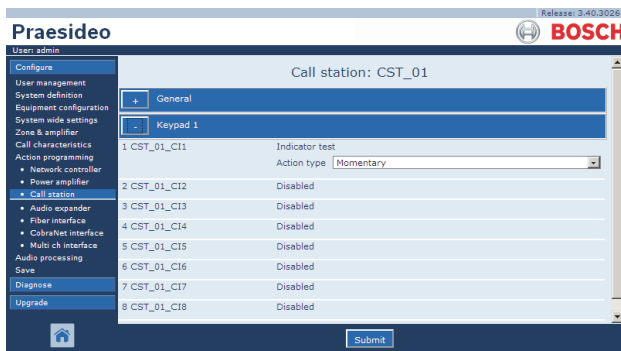 Release: 3.40.3026
Praesideo
BOSCH
User: admin
Configure
User management
System definition
Equipment configuration
System wide settings
Zone & amplifier
Call characteristics
Action programming
• Network controller
• Power amplifier
• Call station
• Audio expander
• Fiber interface
• CobraNet interface
• Multi ch interface
Audio processing
Save
Diagnose
Upgrade
Call station: CST_01
+ General
- Keypad 1
1 CST_01_CI1 Indicator test
Action type Momentary
2 CST_01_CI2 Disabled
3 CST_01_CI3 Disabled
4 CST_01_CI4 Disabled
5 CST_01_CI5 Disabled
6 CST_01_CI6 Disabled
7 CST_01_CI7 Disabled
8 CST_01_CI8 Disabled
Submit